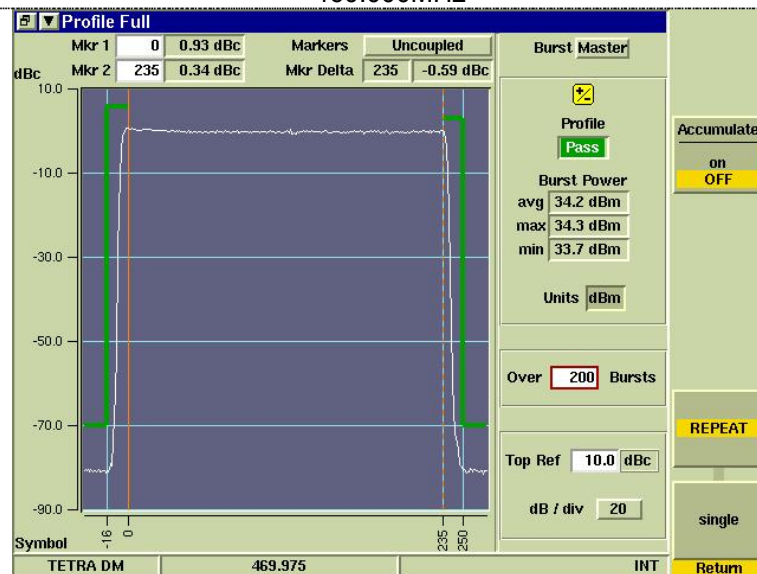 Profile Full
Mkr 1 0 0.93 dBc Markers Uncoupled
Mkr 2 235 0.34 dBc Mkr Delta 235 -0.59 dBc
dBc
10.0
-10.0
-30.0
-50.0
-70.0
-90.0
Symbol
-16
0
235
250
Burst Master
Profile
Pass
Burst Power
avg 34.2 dBm
max 34.3 dBm
min 33.7 dBm
Units dBm
Over 200 Bursts
Top Ref 10.0 dBc
dB / div 20
Accumulate
on
OFF
REPEAT
single
Return
TETRA DM 469.975 INT